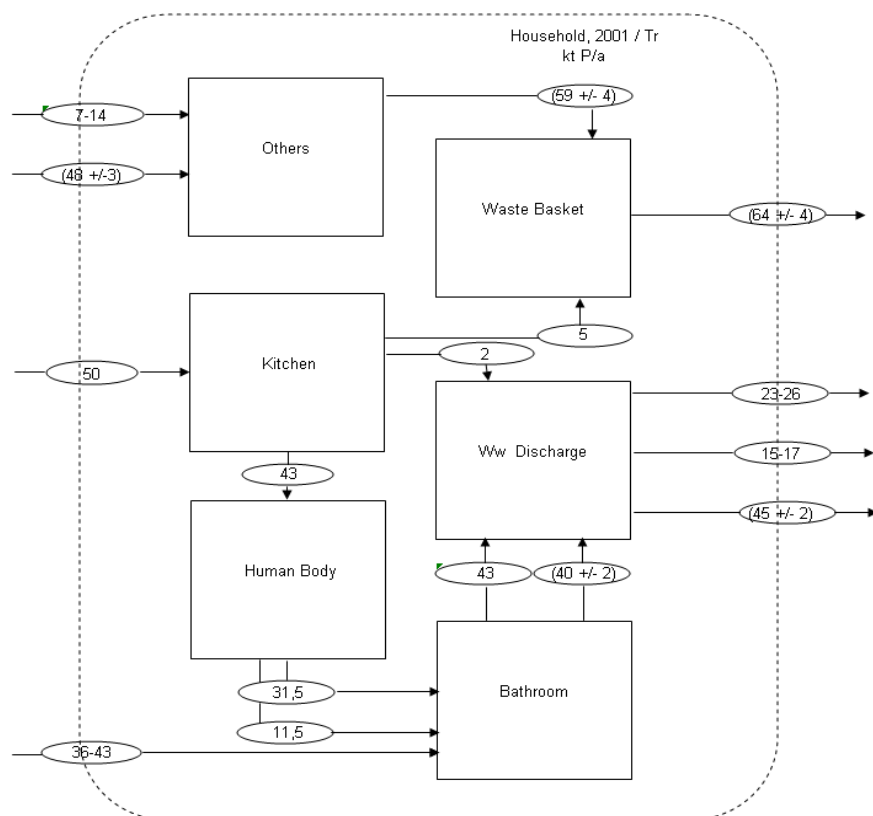 Household, 2001 / Tr
kt P/a
7-14
(59 +/- 4)
Others
(48 +/-3)
Waste Basket
(64 +/- 4)
5
2
Kitchen
50
23-26
Ww Discharge
15-17
43
(45 +/- 2)
Human Body
43
(40 +/- 2)
31,5
Bathroom
11,5
36-43